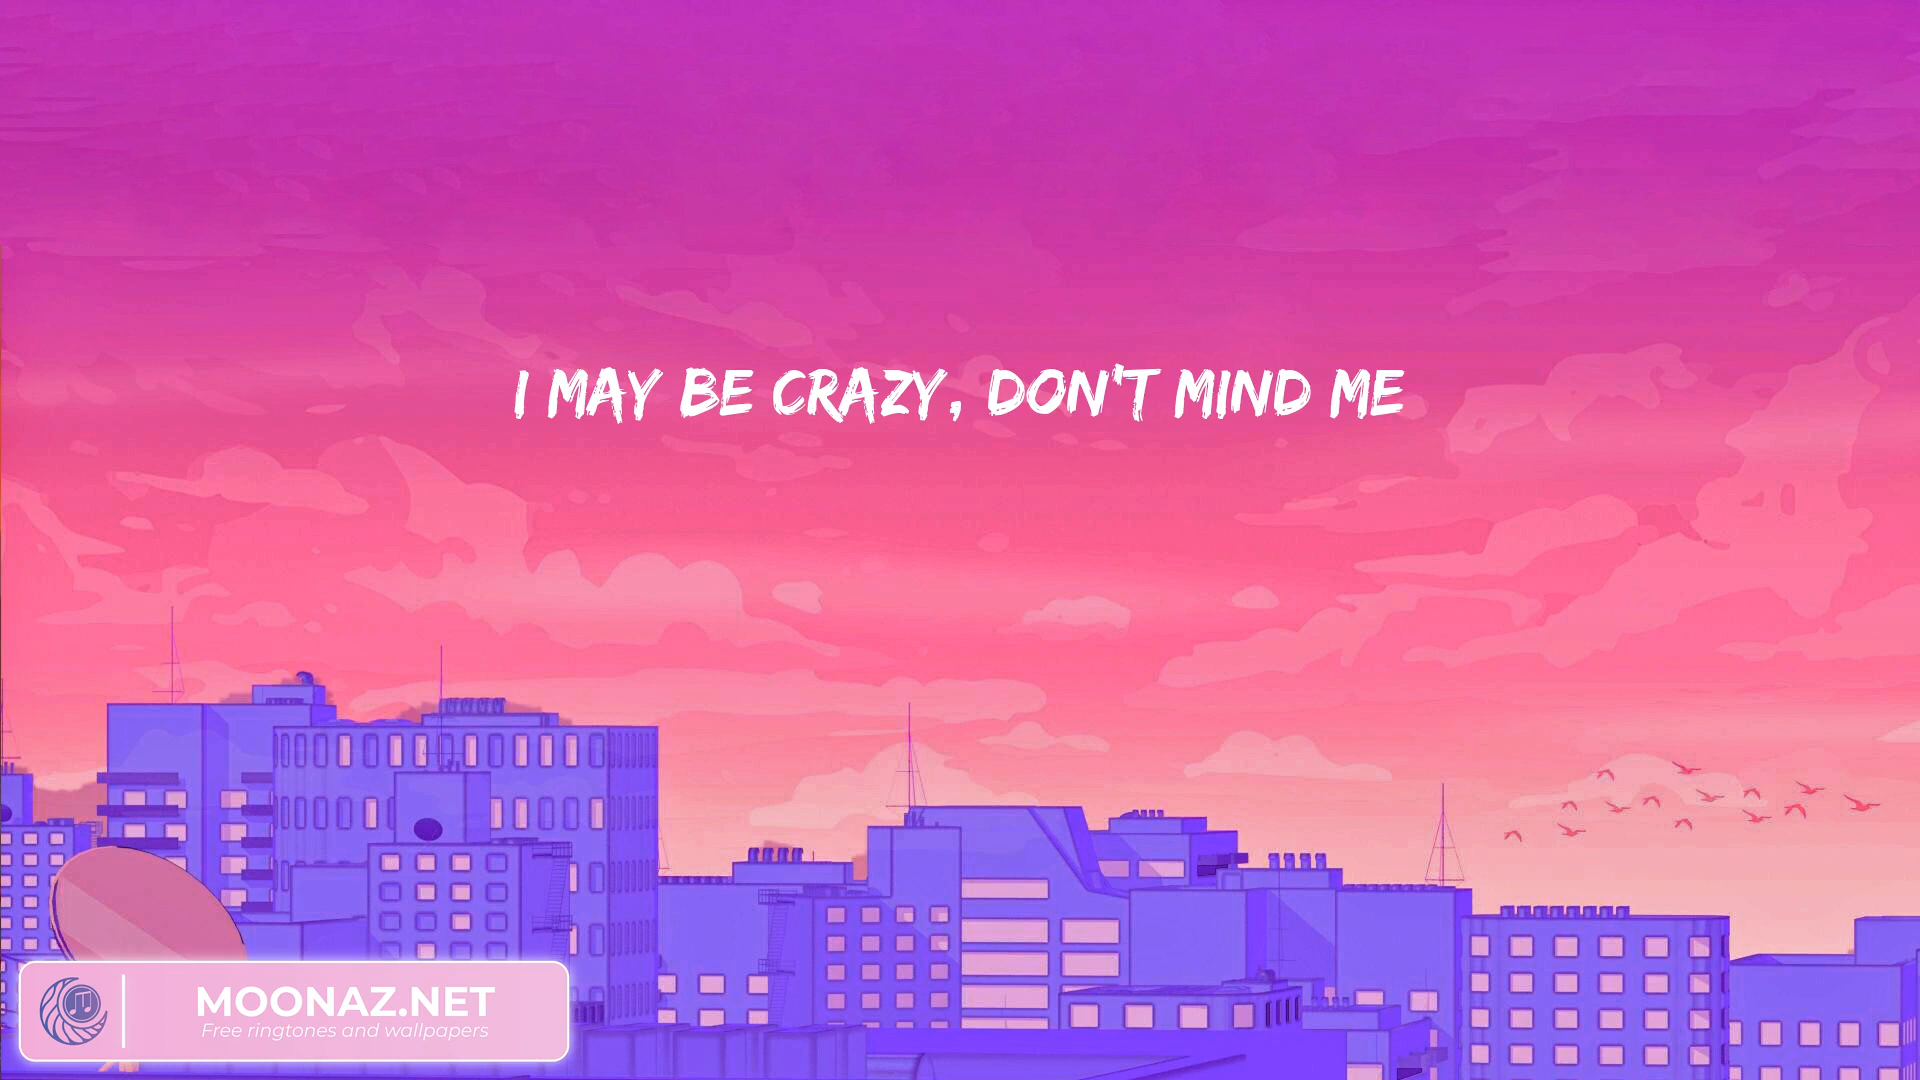 I MAY BE CRAZY, DON'T MIND ME
MOONAZ.NET
Free ringtones and wallpapers